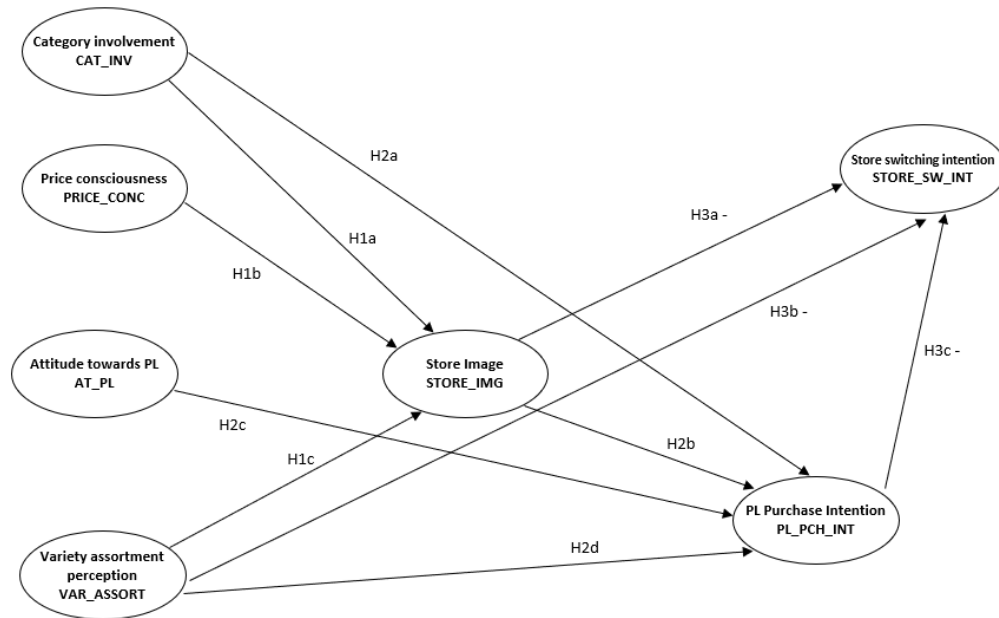 Category involvement
CAT_INV
H2a
Store switching intention
STORE_SW_INT
Price consciousness
PRICE_CONC
H3a -
H1a
H1b
H3b -
H3c -
Attitude towards PL
AT_PL
Store Image
STORE_IMG
H2c
H2b
H1c
PL Purchase Intention
PL_PCH_INT
H2d
Variety assortment
perception
VAR_ASSORT